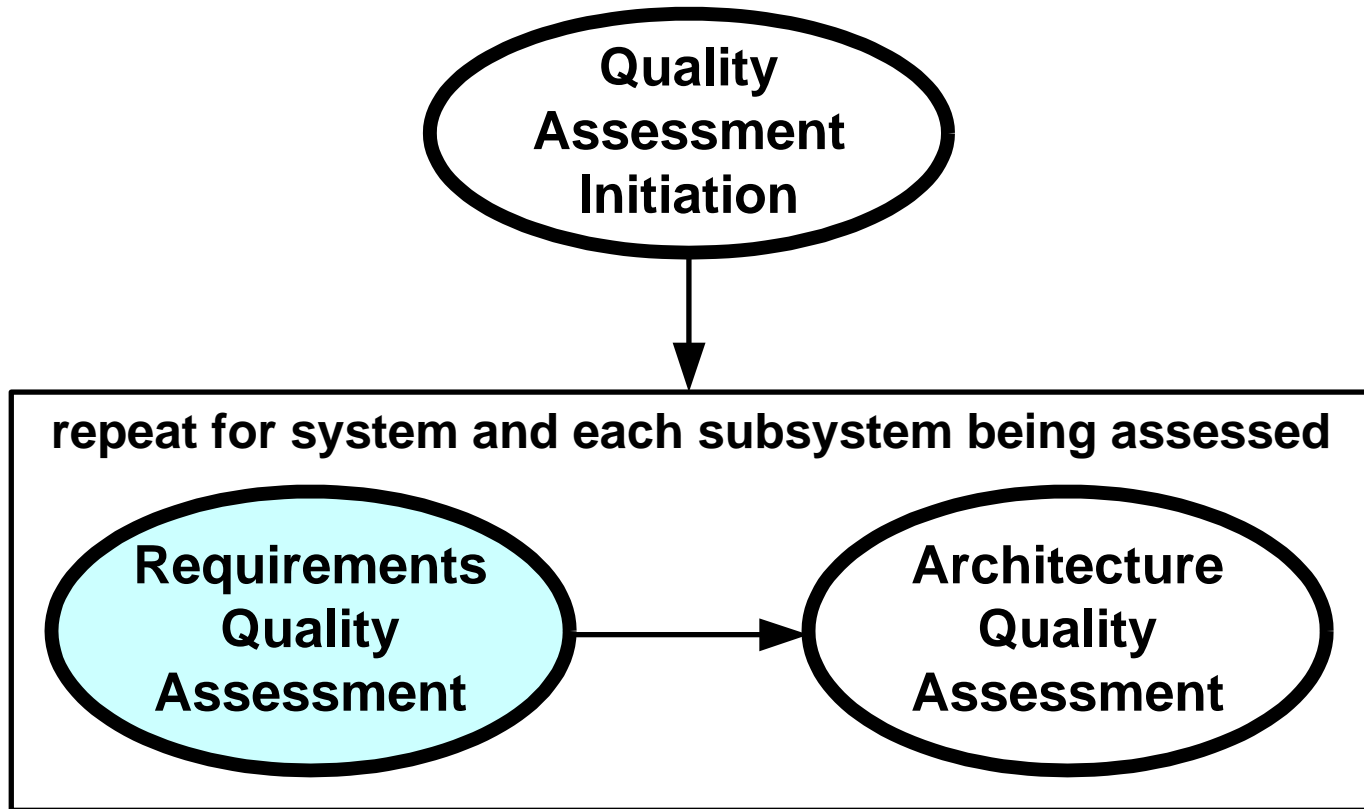 Quality
Assessment
Initiation
repeat for system and each subsystem being assessed
Requirements
Quality
Assessment
Architecture
Quality
Assessment